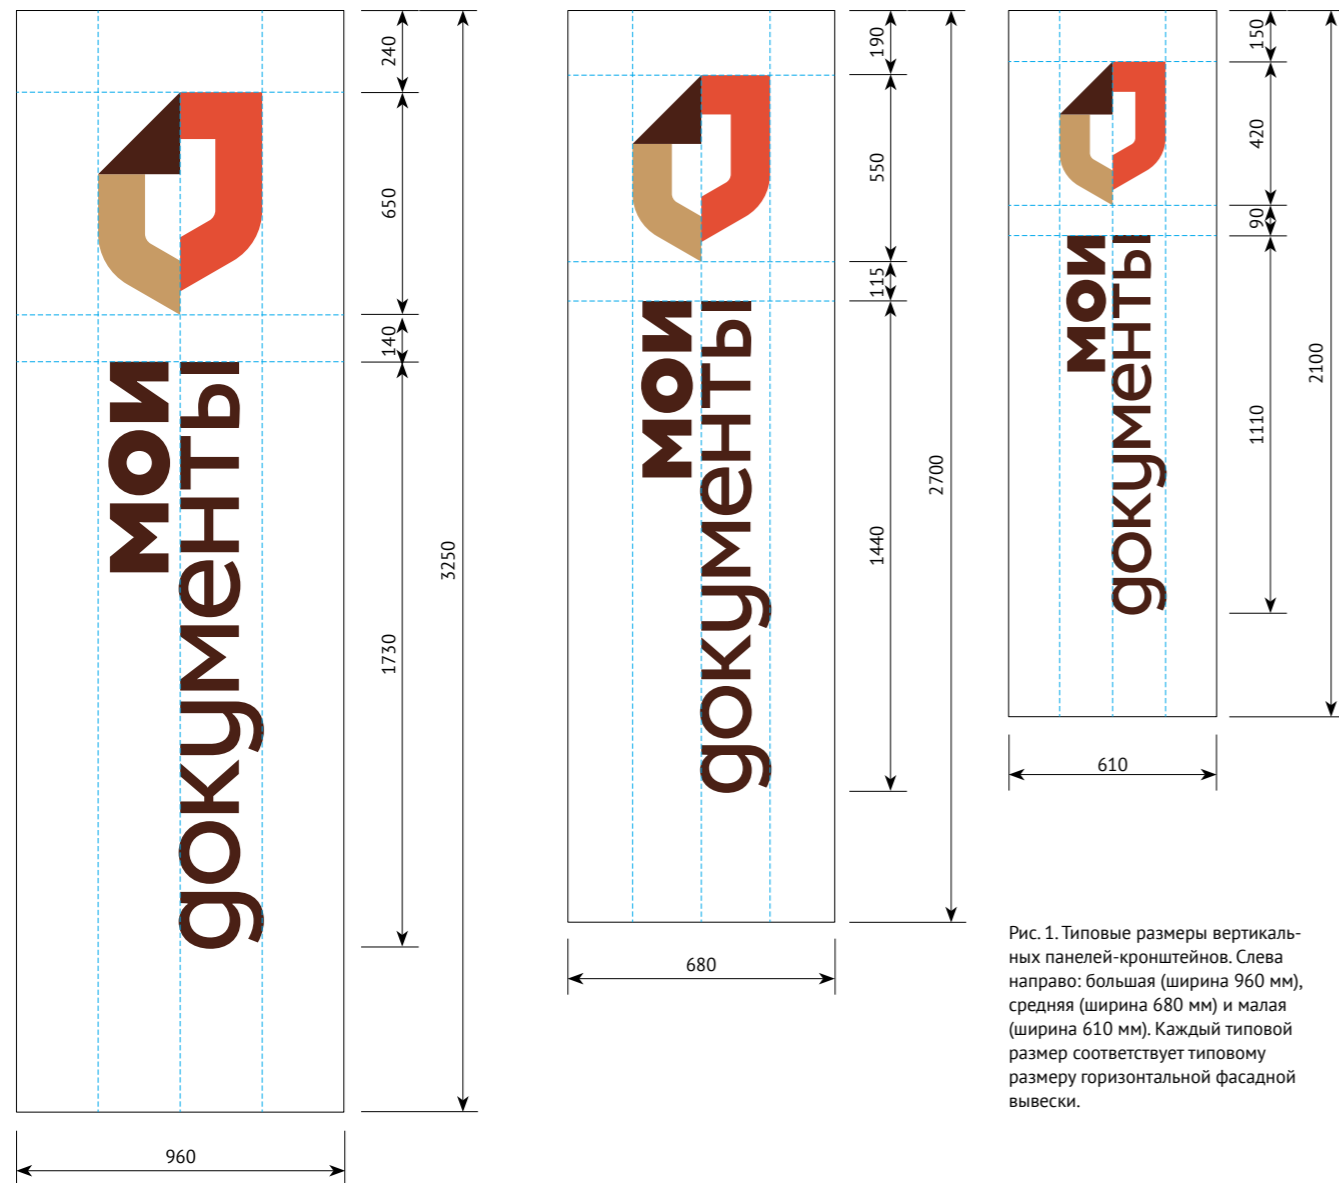 240
650
140
1730
3250
960
мои
документы
190
550
115
1440
2700
680
мои
документы
150
420
90
1110
2100
610
мои
документы
Рис. 1. Типовые размеры вертикаль-
ных панелей-кронштейнов. Слева
направо: большая (ширина 960 мм),
средняя (ширина 680 мм) и малая
(ширина 610 мм). Каждый типовой
размер соответствует типовому
размеру горизонтальной фасадной
вывески.